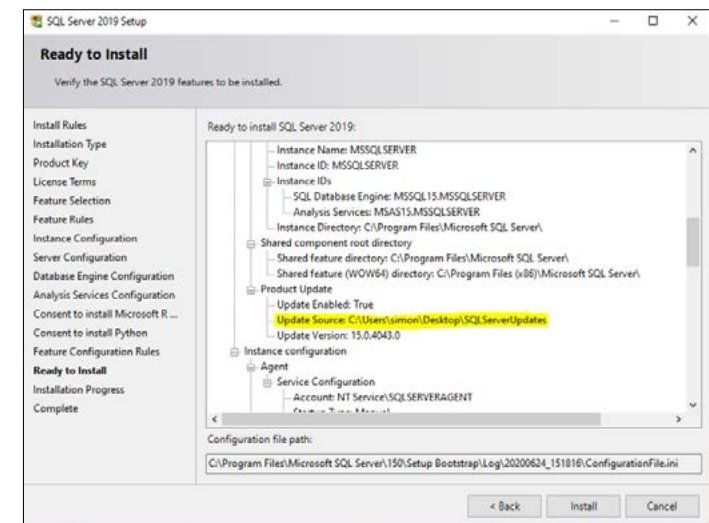 SQL Server 2019 Setup
Ready to Install
Verify the SQL Server 2019 features to be installed.
Install Rules
Installation Type
Product Key
License Terms
Feature Selection
Feature Rules
Instance Configuration
Server Configuration
Database Engine Configuration
Analysis Services Configuration
Consent to install Microsoft R ...
Consent to install Python
Feature Configuration Rules
Ready to Install
Installation Progress
Complete
Ready to install SQL Server 2019:
Instance Name: MSSQLSERVER
Instance ID: MSSQLSERVER
Instance IDs
SQL Database Engine: MSSQL15.MSSQLSERVER
Analysis Services: MSAS15.MSSQLSERVER
Instance Directory: C:\Program Files\Microsoft SQL Server\
Shared component root directory
Shared feature directory: C:\Program Files\Microsoft SQL Server\
Shared feature (WOW64) directory: C:\Program Files (x86)\Microsoft SQL Server\
Product Update
Update Enabled: True
Update Source: C:\Users\simon\Desktop\SQLServerUpdates
Update Version: 15.0.4043.0
Instance configuration
Agent
Service Configuration
Account: NT Service\SQLSERVERAGENT
Startup Type: Manual
Configuration file path:
C:\Program Files\Microsoft SQL Server\150\Setup Bootstrap\Log\20200624_151816\ConfigurationFile.ini
< Back
Install
Cancel